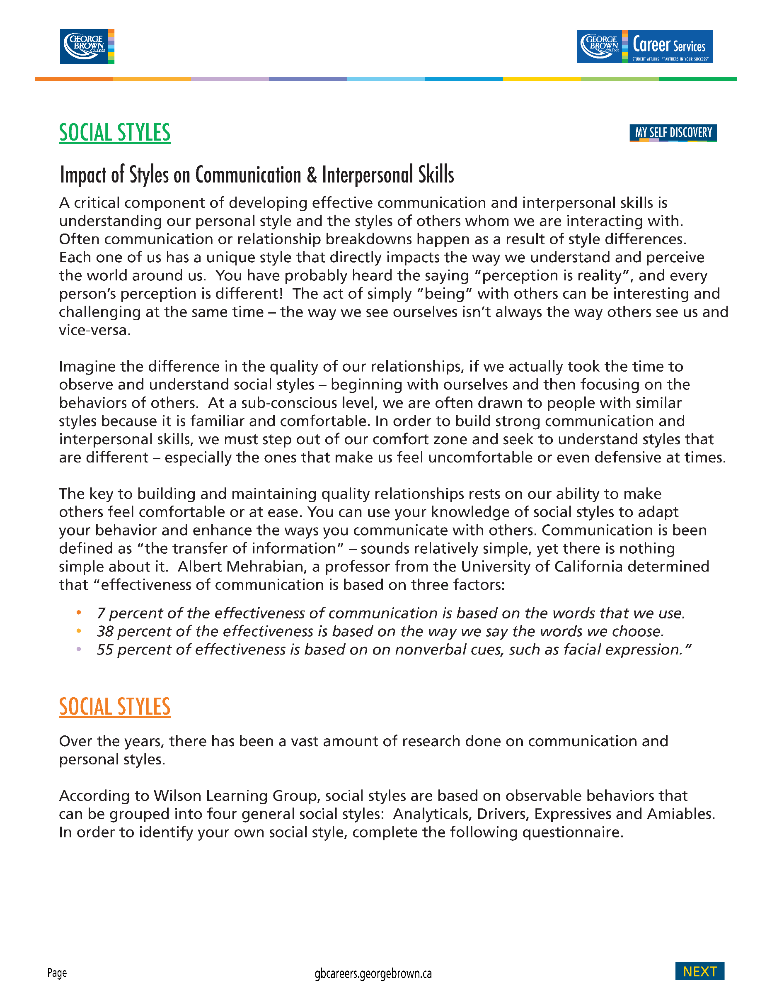 GEORGE
BROWN
COLLEGE
GEORGE
BROWN
COLLEGE
Career Services
STUDENT AFFAIRS "PARTNERS IN YOUR SUCCESS"
SOCIAL STYLES
MY SELF DISCOVERY
Impact of Styles on Communication & Interpersonal Skills
A critical component of developing effective communication and interpersonal skills is
understanding our personal style and the styles of others whom we are interacting with.
Often communication or relationship breakdowns happen as a result of style differences.
Each one of us has a unique style that directly impacts the way we understand and perceive
the world around us.  You have probably heard the saying “perception is reality”, and every
person’s perception is different!  The act of simply “being” with others can be interesting and
challenging at the same time – the way we see ourselves isn’t always the way others see us and
vice-versa.
Imagine the difference in the quality of our relationships, if we actually took the time to
observe and understand social styles – beginning with ourselves and then focusing on the
behaviors of others.  At a sub-conscious level, we are often drawn to people with similar
styles because it is familiar and comfortable. In order to build strong communication and
interpersonal skills, we must step out of our comfort zone and seek to understand styles that
are different – especially the ones that make us feel uncomfortable or even defensive at times.
The key to building and maintaining quality relationships rests on our ability to make
others feel comfortable or at ease. You can use your knowledge of social styles to adapt
your behavior and enhance the ways you communicate with others. Communication is been
defined as “the transfer of information” – sounds relatively simple, yet there is nothing
simple about it.  Albert Mehrabian, a professor from the University of California determined
that “effectiveness of communication is based on three factors:
• 7 percent of the effectiveness of communication is based on the words that we use.
• 38 percent of the effectiveness is based on the way we say the words we choose.
• 55 percent of effectiveness is based on on nonverbal cues, such as facial expression.”
SOCIAL STYLES
Over the years, there has been a vast amount of research done on communication and
personal styles.
According to Wilson Learning Group, social styles are based on observable behaviors that
can be grouped into four general social styles:  Analyticals, Drivers, Expressives and Amiables.
In order to identify your own social style, complete the following questionnaire.
Page
gbcareers.georgebrown.ca
NEXT